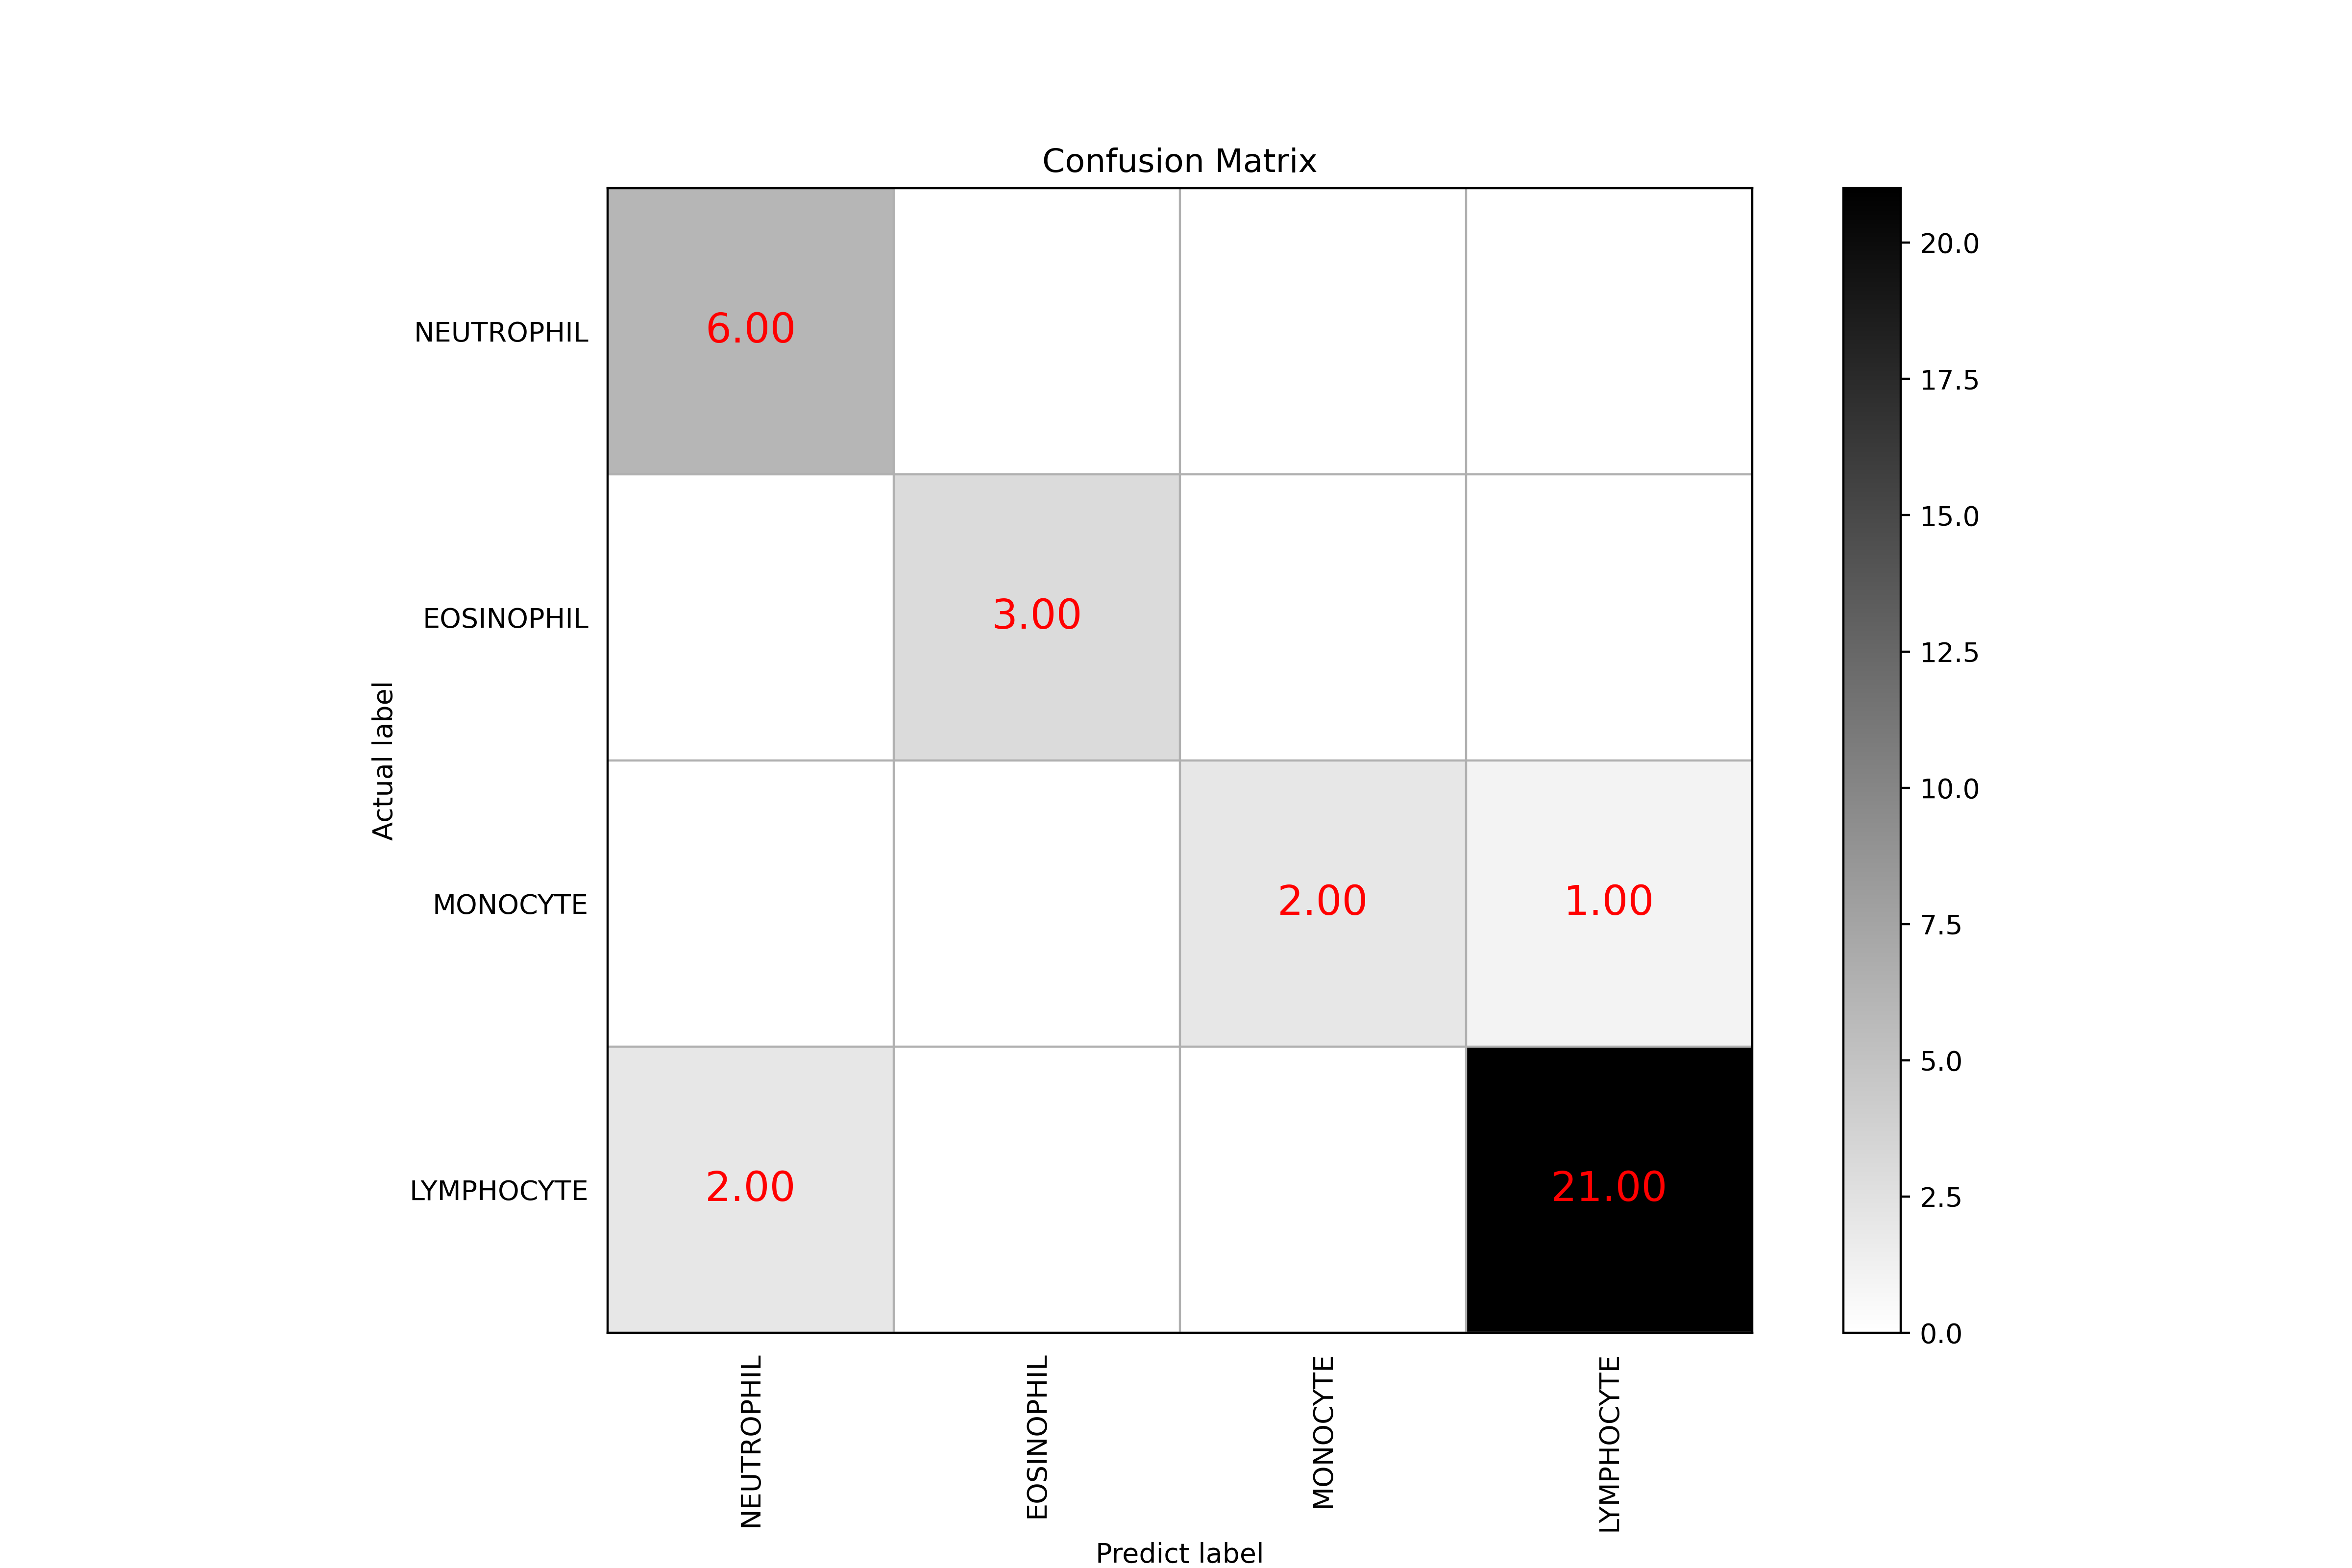 Confusion Matrix
NEUTROPHIL
EOSINOPHIL
MONOCYTE
LYMPHOCYTE
Actual label
6.00
3.00
2.00 1.00
2.00 21.00
NEUTROPHIL
EOSINOPHIL
MONOCYTE
LYMPHOCYTE
Predict label
20.0
17.5
15.0
12.5
10.0
7.5
5.0
2.5
0.0